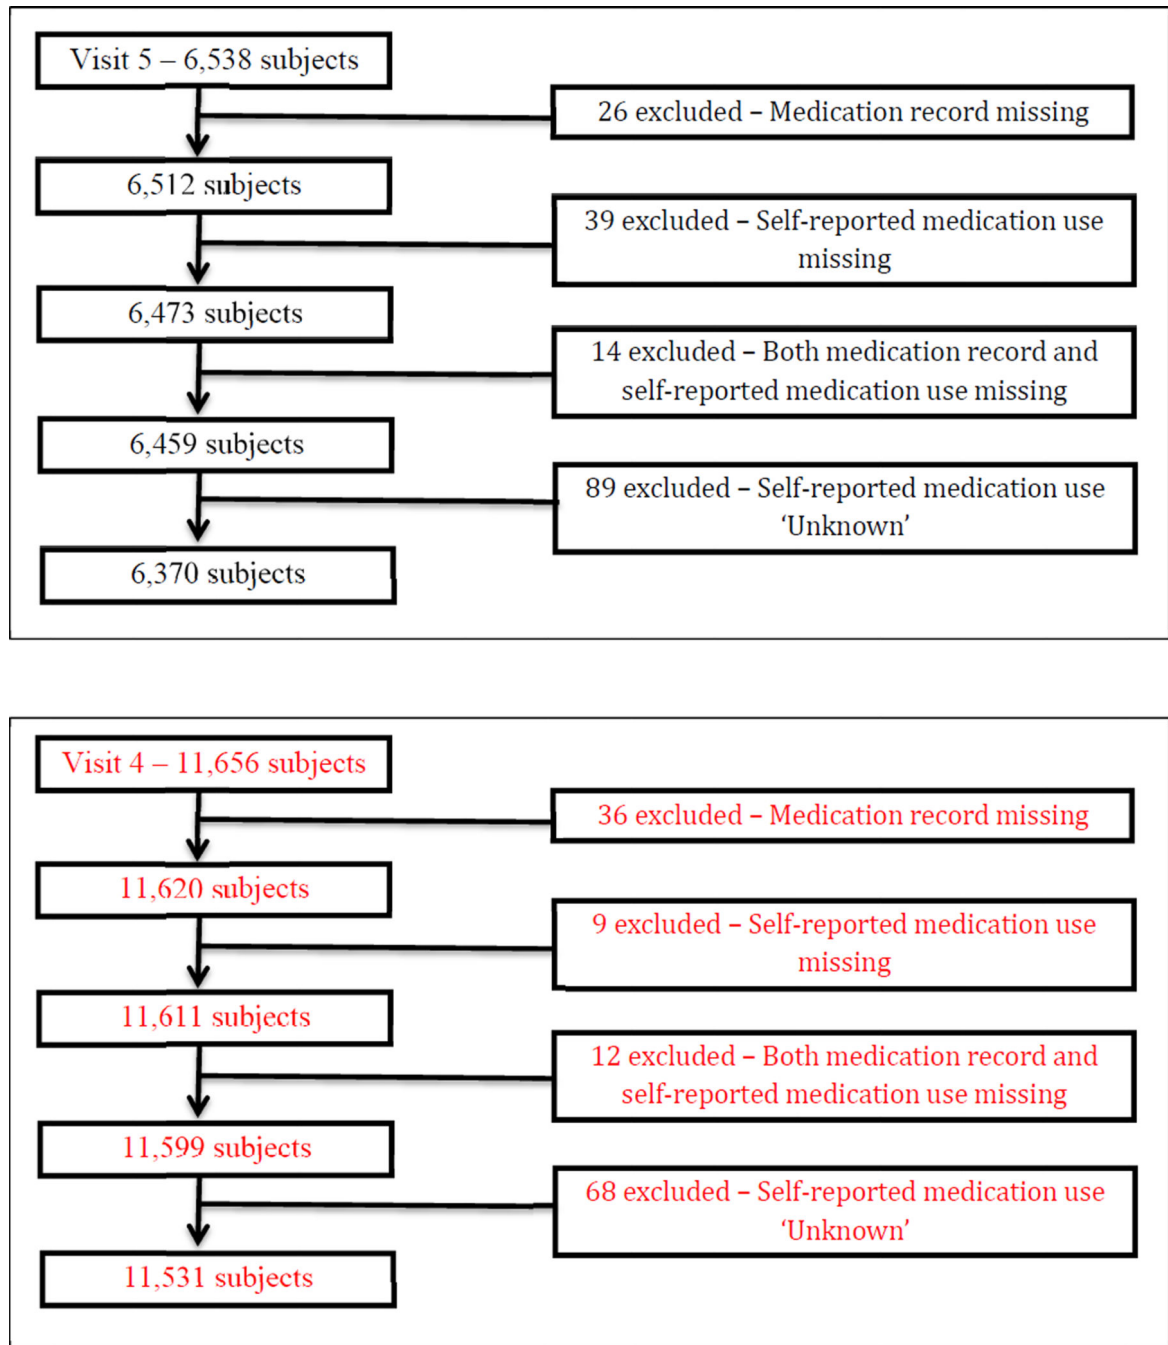 Visit 5 – 6,538 subjects
26 excluded – Medication record missing
6,512 subjects
39 excluded – Self-reported medication use
missing
6,473 subjects
14 excluded – Both medication record and
self-reported medication use missing
6,459 subjects
89 excluded – Self-reported medication use
‘Unknown’
6,370 subjects
Visit 4 – 11,656 subjects
36 excluded – Medication record missing
11,620 subjects
9 excluded – Self-reported medication use
missing
11,611 subjects
12 excluded – Both medication record and
self-reported medication use missing
11,599 subjects
68 excluded – Self-reported medication use
‘Unknown’
11,531 subjects